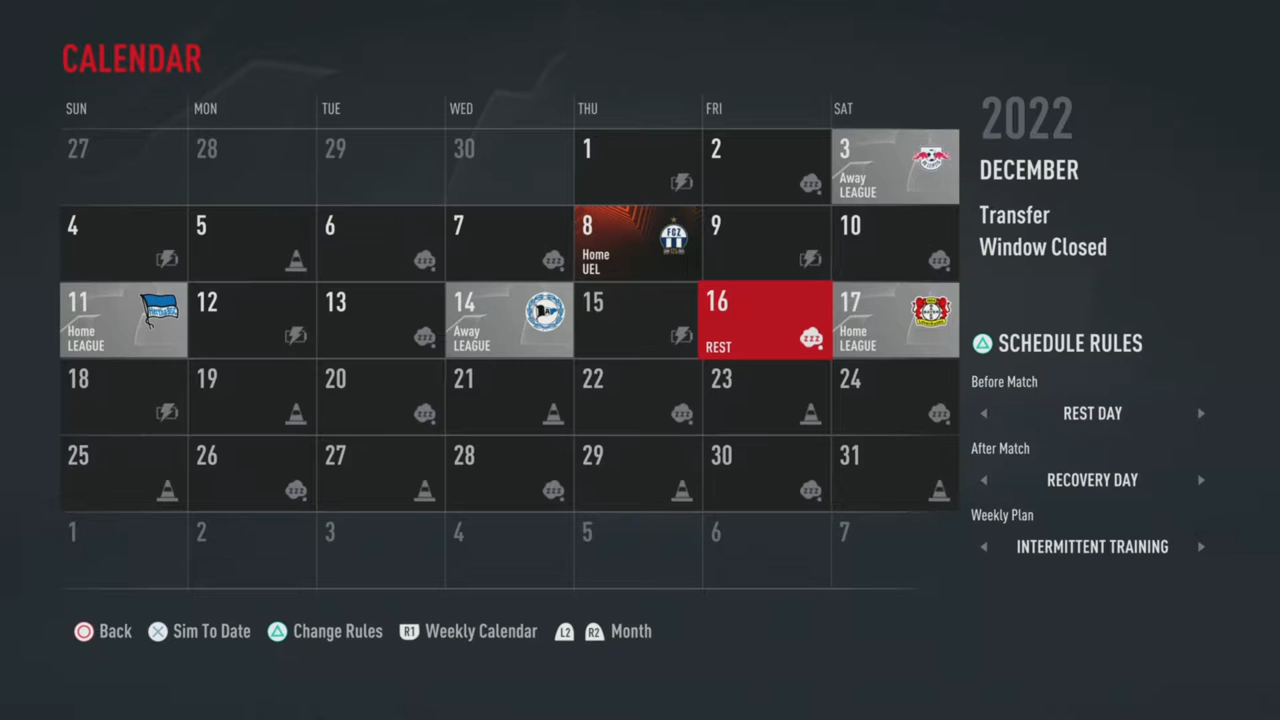 CALENDAR
SUN MON TUE WED THU FRI SAT
27 28 29 30 1 2 3
Away
LEAGUE
4 5 6 7 8 9 10
FCZ
Home
UEL
11 12 13 14 15 16 17
Home
LEAGUE
Away
LEAGUE
REST
Home
LEAGUE
18 19 20 21 22 23 24
25 26 27 28 29 30 31
1 2 3 4 5 6 7
2022
DECEMBER
Transfer
Window Closed
SCHEDULE RULES
Before Match
REST DAY
After Match
RECOVERY DAY
Weekly Plan
INTERMITTENT TRAINING
Back Sim To Date Change Rules R1 Weekly Calendar L2 R2 Month